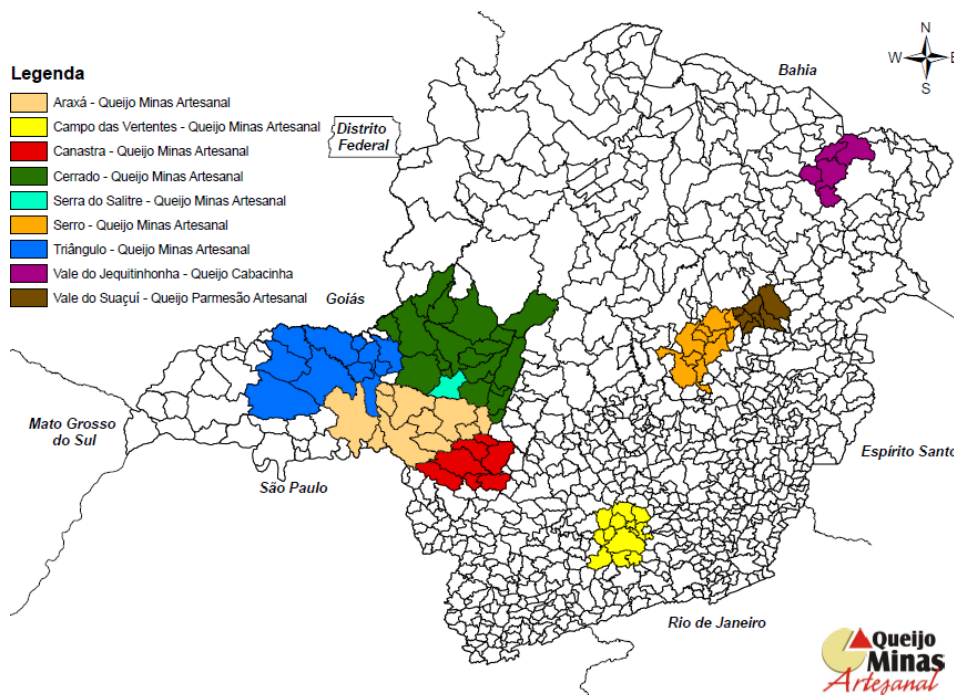 N
W
E
S
Bahia
Legenda
Araxá - Queijo Minas Artesanal
Campo das Vertentes - Queijo Minas Artesanal
Canastra - Queijo Minas Artesanal
Cerrado - Queijo Minas Artesanal
Serra do Salitre - Queijo Minas Artesanal
Serro - Queijo Minas Artesanal
Triângulo - Queijo Minas Artesanal
Vale do Jequitinhonha - Queijo Cabacinha
Vale do Suaçuí - Queijo Parmesão Artesanal
Distrito
Federal
Goiás
Mato Grosso
do Sul
São Paulo
Espírito Santo
Rio de Janeiro
Queijo
Minas
Artesanal